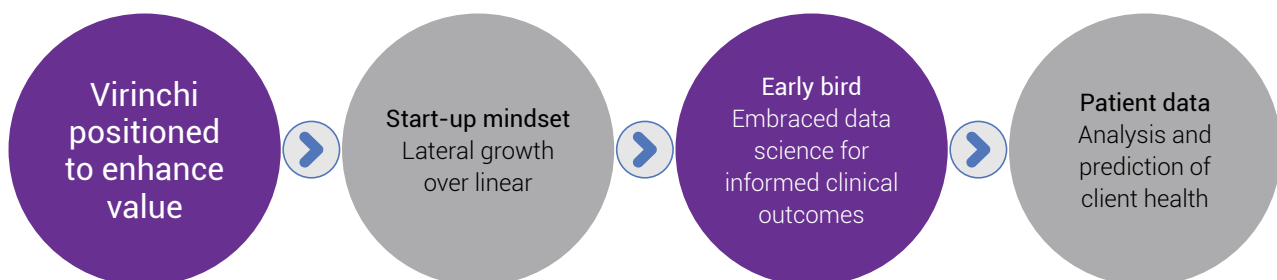 Virinchi
positioned
to enhance
value
Start-up mindset
Lateral growth
over linear
Early bird
Embraced data
science for
informed clinical
outcomes
Patient data
Analysis and
prediction of
client health